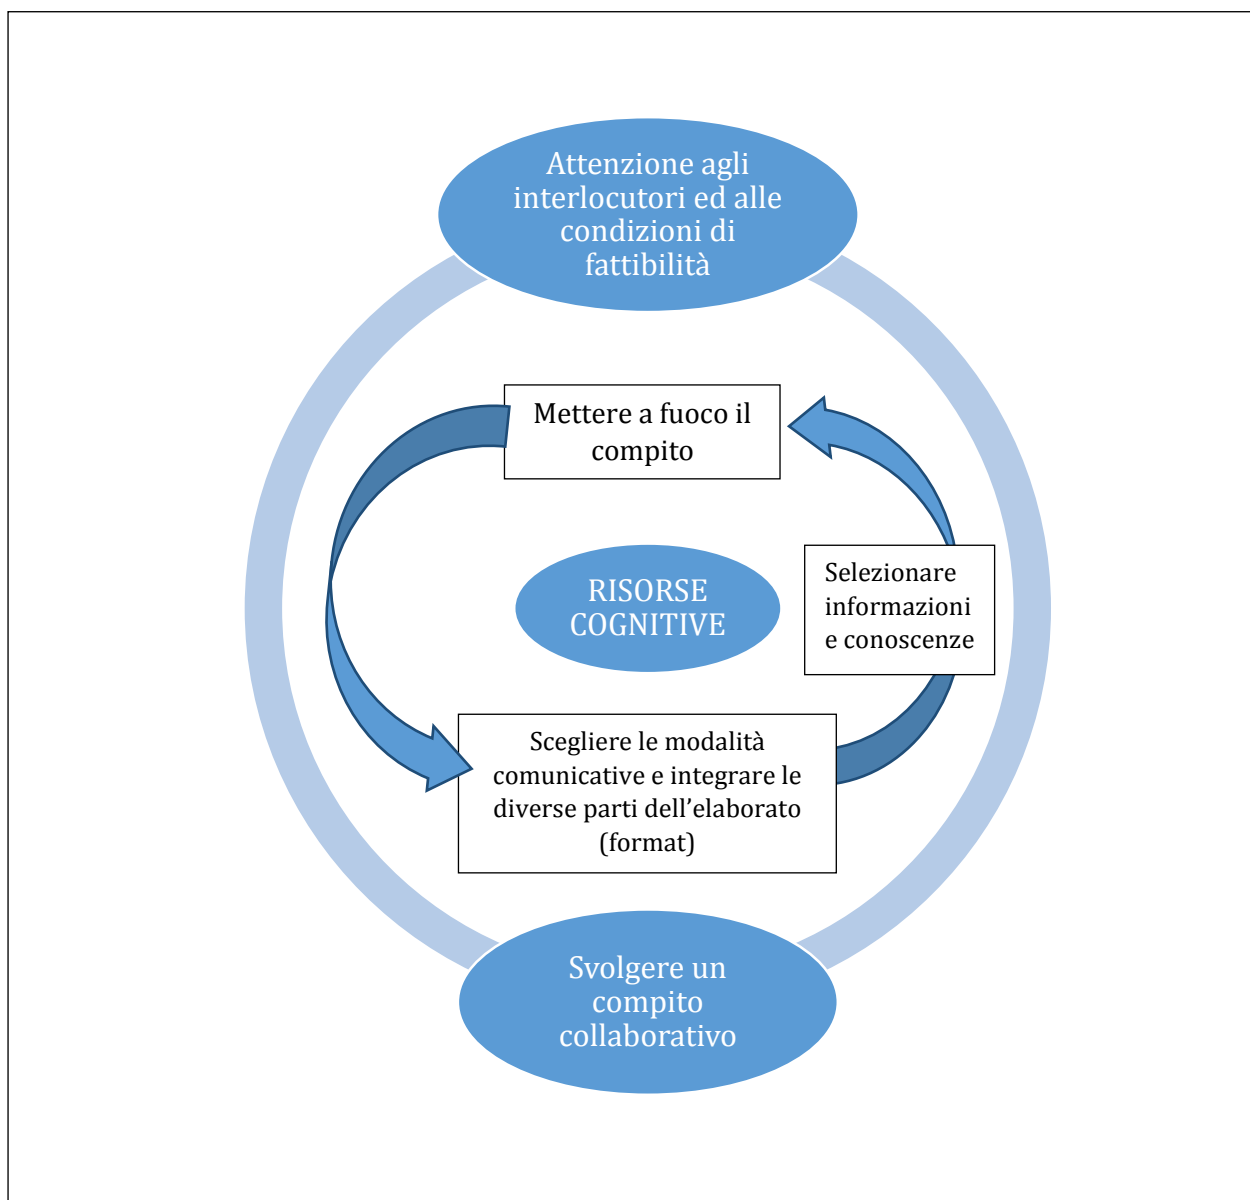 Attenzione agli
interlocutori ed alle
condizioni di
fattibilità
Mettere a fuoco il
compito
RISORSE
COGNITIVE
Selezionare
informazioni
e conoscenze
Scegliere le modalità
comunicative e integrare le
diverse parti dell’elaborato
(format)
Svolgere un
compito
collaborativo